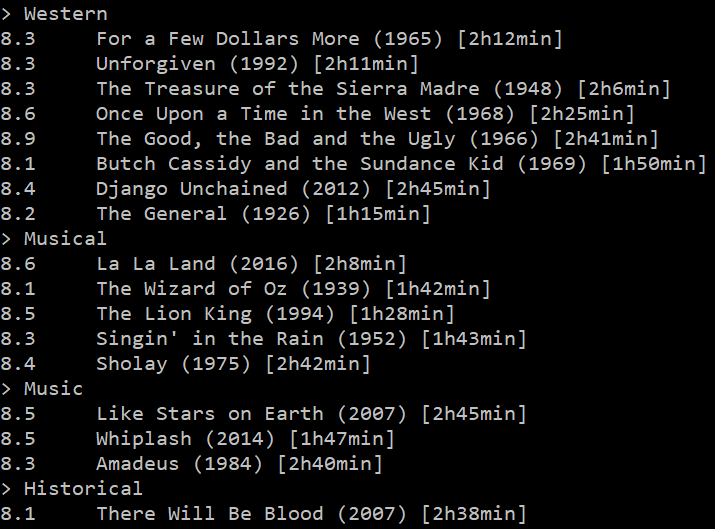 > Western
8.3 For a Few Dollars More (1965) [2h12min]
8.3 Unforgiven (1992) [2h11min]
8.3 The Treasure of the Sierra Madre (1948) [2h6min]
8.6 Once Upon a Time in the West (1968) [2h25min]
8.9 The Good, the Bad and the Ugly (1966) [2h41min]
8.1 Butch Cassidy and the Sundance Kid (1969) [1h50min]
8.4 Django Unchained (2012) [2h45min]
8.2 The General (1926) [1h15min]
> Musical
8.6 La La Land (2016) [2h8min]
8.1 The Wizard of Oz (1939) [1h42min]
8.5 The Lion King (1994) [1h28min]
8.3 Singin' in the Rain (1952) [1h43min]
8.4 Sholay (1975) [2h42min]
> Music
8.5 Like Stars on Earth (2007) [2h45min]
8.5 Whiplash (2014) [1h47min]
8.3 Amadeus (1984) [2h40min]
> Historical
8.1 There Will Be Blood (2007) [2h38min]